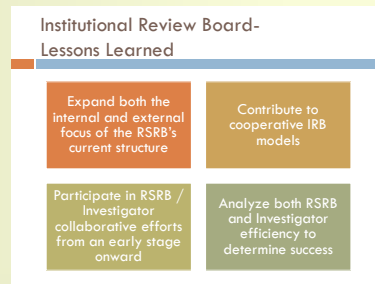 Institutional Review Board-
Lessons Learned
Expand both the
internal and external
focus of the RSRB's
current structure
Contribute to
cooperative IRB
models
Participate in RSRB /
Investigator
collaborative efforts
from an early stage
onward
Analyze both RSRB
and Investigator
efficiency to
determine success